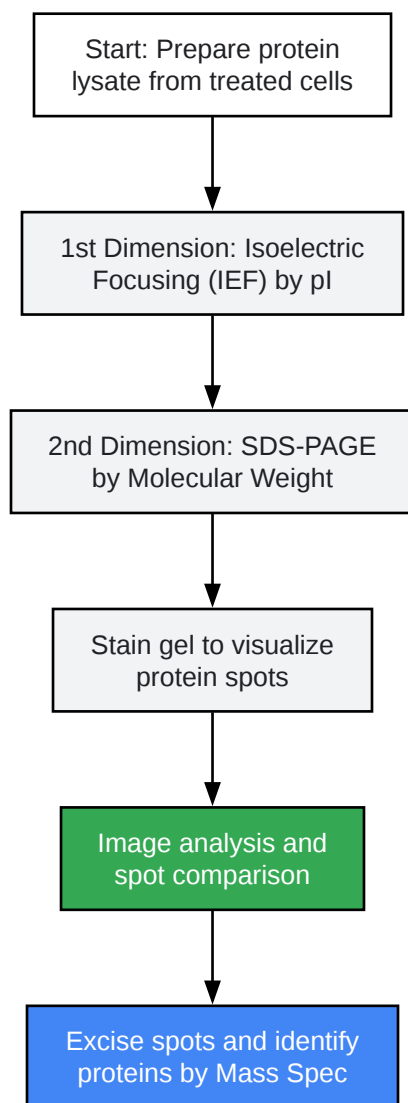 Start: Prepare protein
lysate from treated cells
1st Dimension: Isoelectric
Focusing (IEF) by pI
2nd Dimension: SDS-PAGE
by Molecular Weight
Stain gel to visualize
protein spots
Image analysis and
spot comparison
Excise spots and identify
proteins by Mass Spec